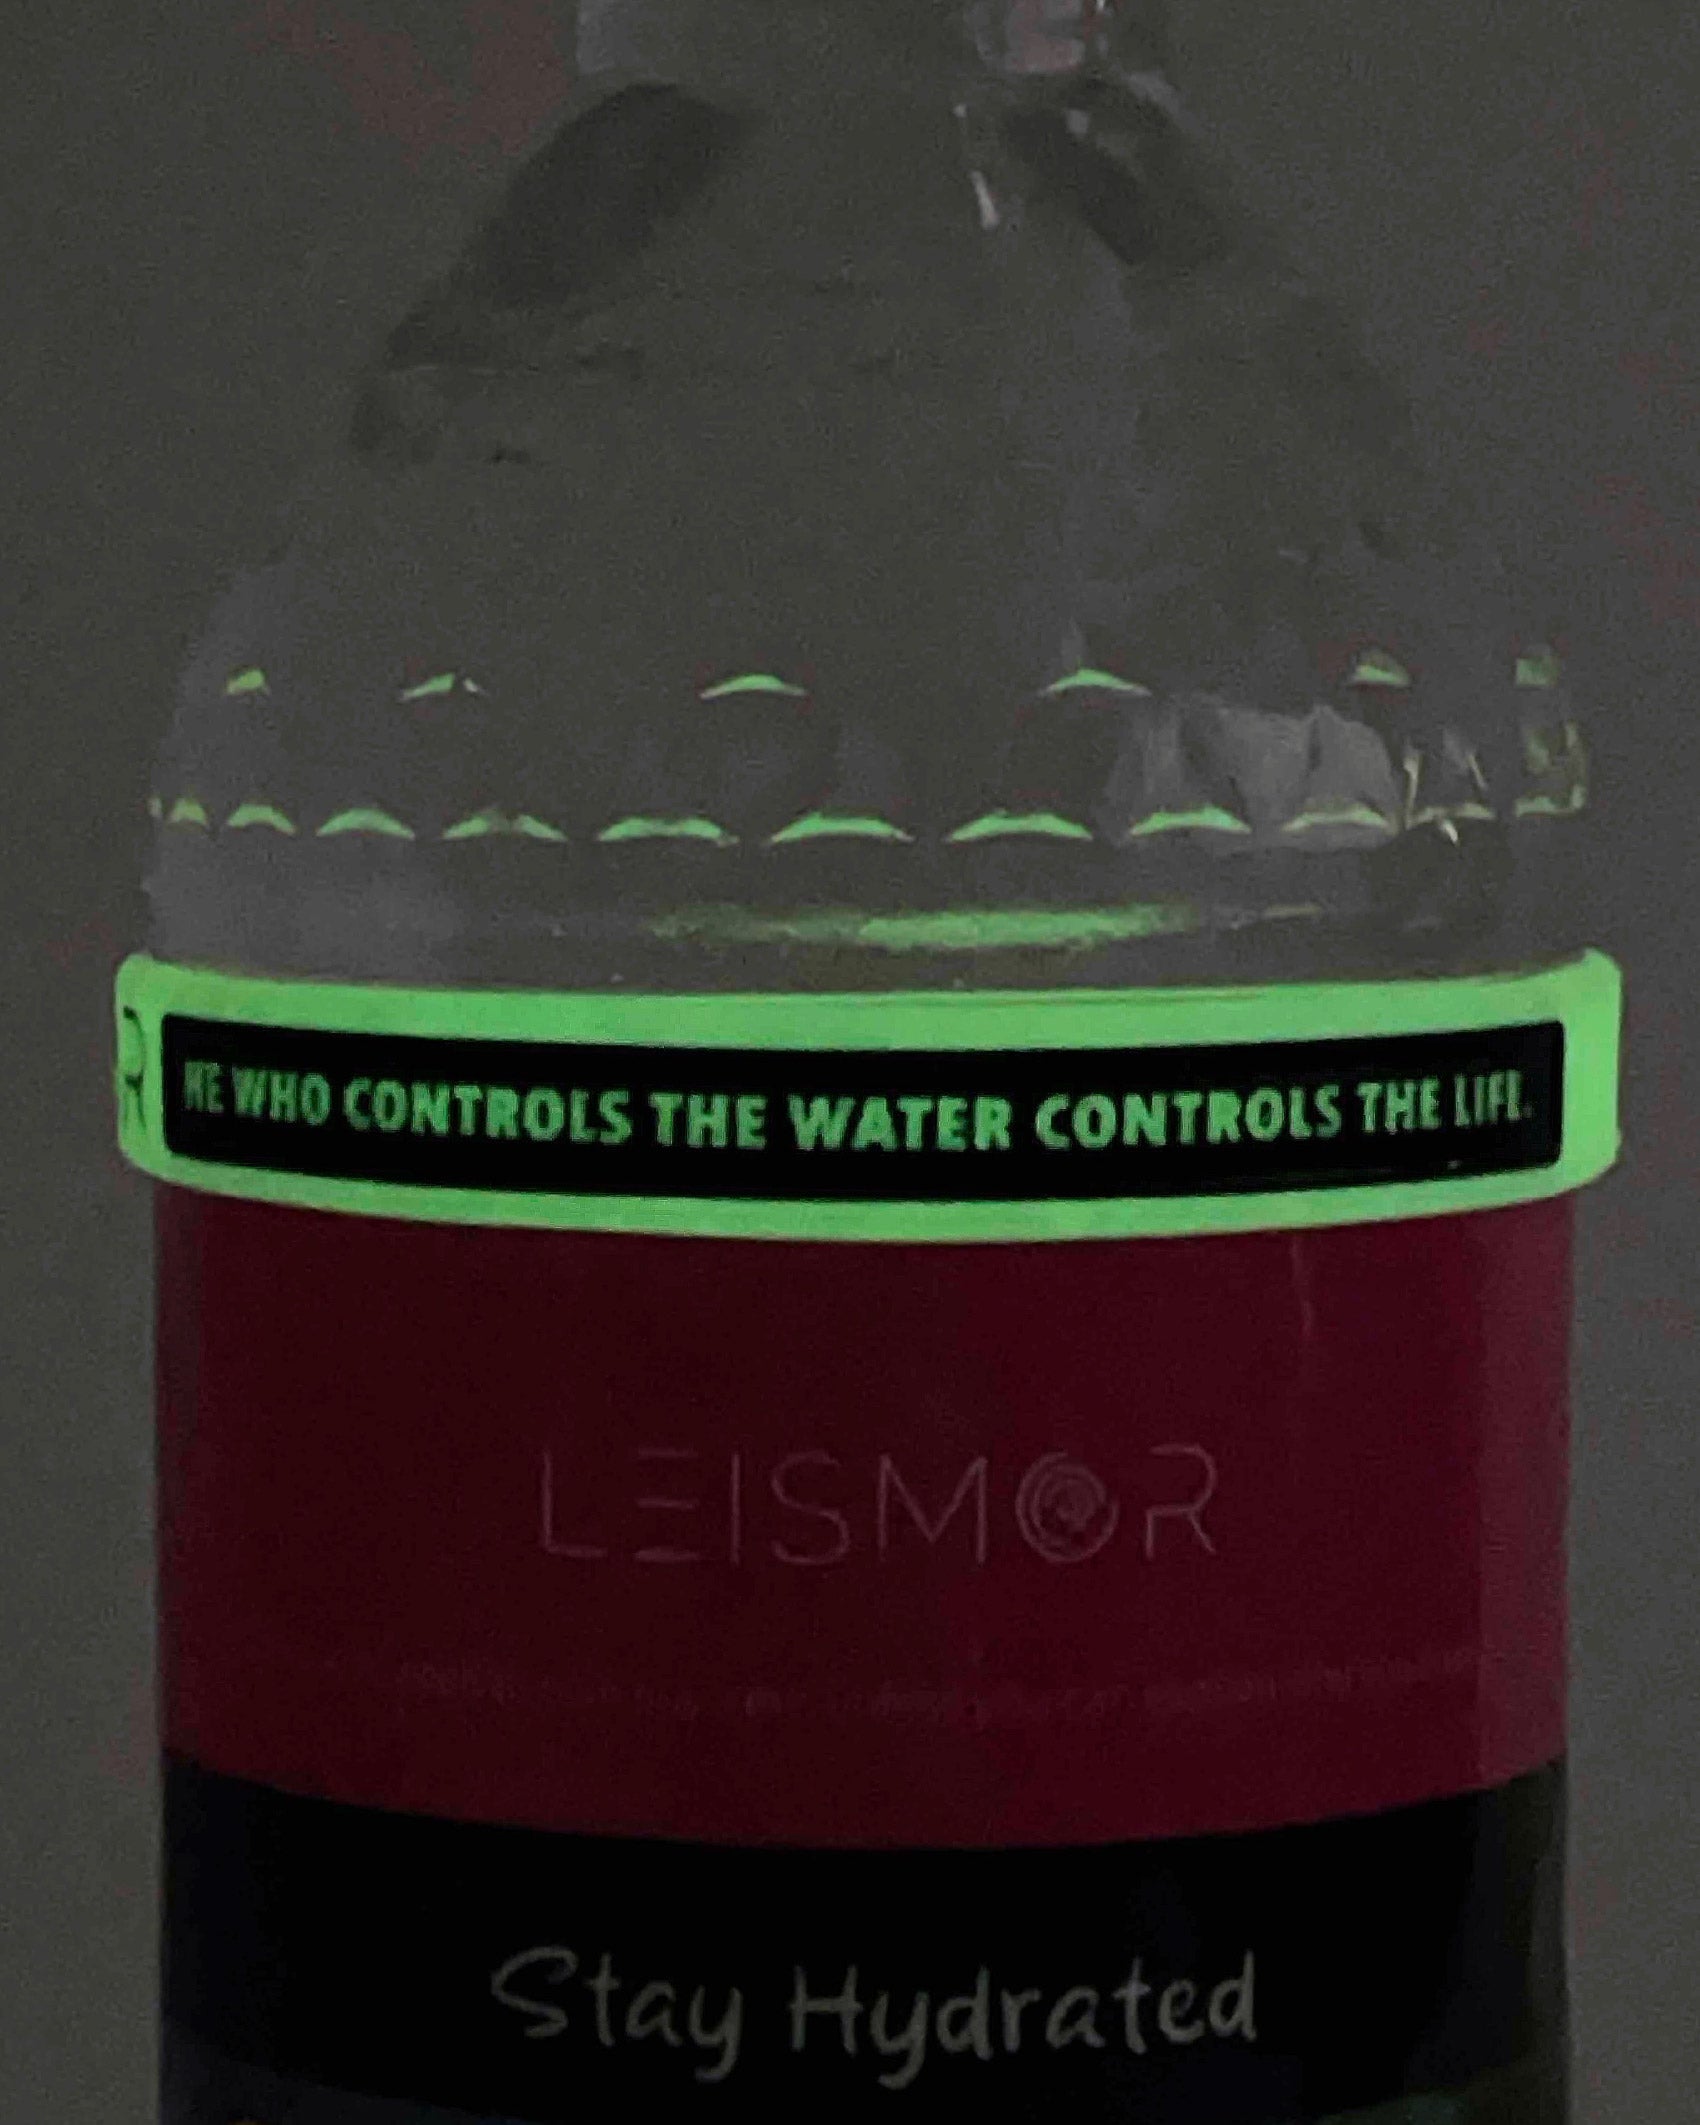 R HE WHO CONTROLS THE WATER CONTROLS THE LIFE.
LEISMOR
Stay Hydrated